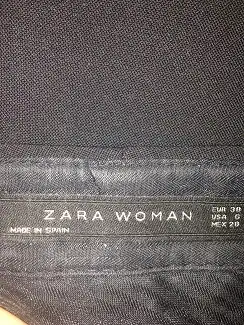 ZARA WOMAN
MADE IN SPAIN
EUR 38
USA 6
MEX 28